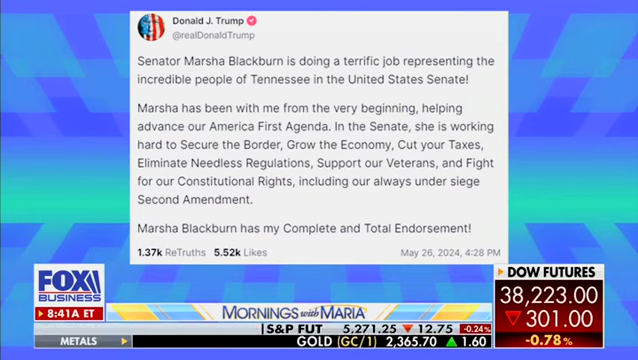 Donald J. Trump
@realDonaldTrump
Senator Marsha Blackburn is doing a terrific job representing the
incredible people of Tennessee in the United States Senate!
Marsha has been with me from the very beginning, helping
advance our America First Agenda. In the Senate, she is working
hard to Secure the Border, Grow the Economy, Cut your Taxes,
Eliminate Needless Regulations, Support our Veterans, and Fight
for our Constitutional Rights, including our always under siege
Second Amendment.
Marsha Blackburn has my Complete and Total Endorsement!
1.37k ReTruths 5.52k Likes May 26, 2024, 4:28 PM
FOX
BUSINESS
8:41A ET
MORNINGS with MARIA
DOW FUTURES
38,223.00
▼ 301.00
-0.78%
S&P FUT 5,271.25 ▼ 12.75 -0.24%
METALS GOLD (GC/1) 2,365.70 ▲ 1.60